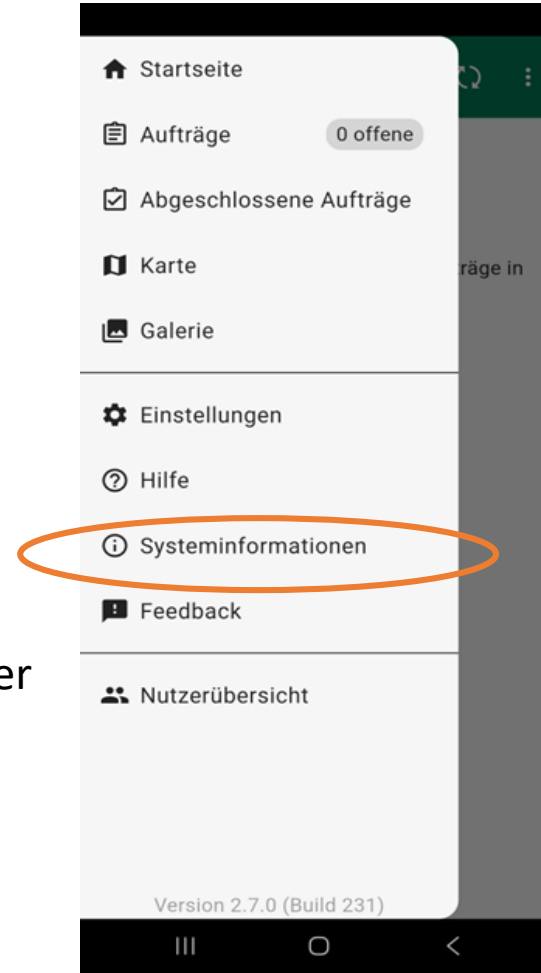 Startseite
Aufträge
0 offene
Abgeschlossene Aufträge
Karte
räge in
Galerie
Einstellungen
Hilfe
Systeminformationen
Feedback
er
Nutzerübersicht
Version 2.7.0 (Build 231)